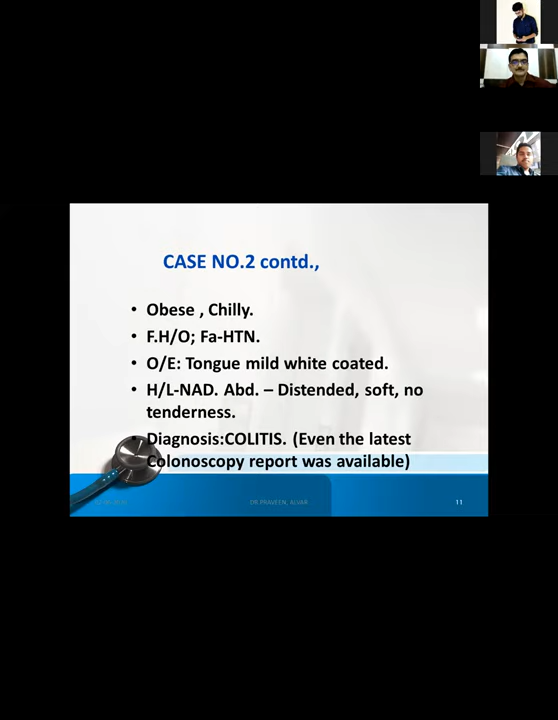 CASE NO.2 contd.,
• Obese , Chilly.
• F.H/O; Fa-HTN.
• O/E: Tongue mild white coated.
• H/L-NAD. Abd. – Distended, soft, no
tenderness.
• Diagnosis:COLITIS. (Even the latest
Colonoscopy report was available)
DR.PRAVEEN, ALVAR
11